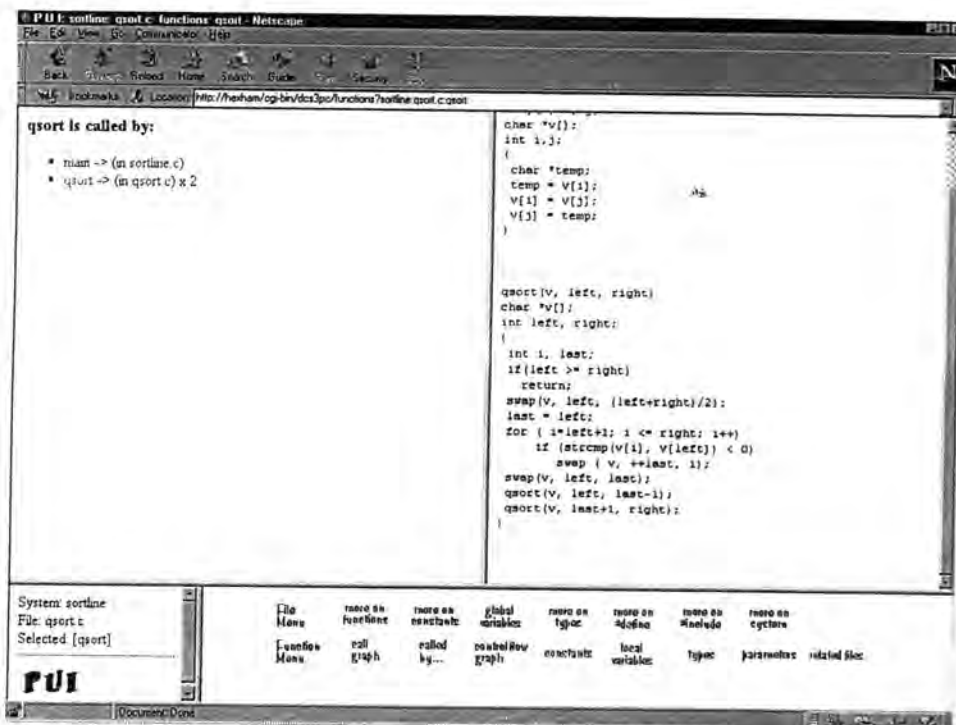 PUI: sortline: qsort.c: functions: qsort - Netscape
File Edit View Go Communicator Help
Back Reload Home Search Guide Security
Bookmarks Location: http://hexham/cgi-bin/dcs3pc/functions?sortline:qsort.c:qsort
qsort is called by:
• main -> (in sortline.c)
• qsort -> (in qsort.c) x 2
char *v[];
int i,j;
{
char *temp;
temp = v[i];
v[i] = v[j];
v[j] = temp;
}
qsort(v, left, right)
char *v[];
int left, right;
{
int i, last;
if(left >= right)
return;
swap(v, left, (left+right)/2);
last = left;
for ( i=left+1; i <= right; i++)
if (strcmp(v[i], v[left]) < 0)
swap ( v, ++last, i);
swap(v, left, last);
qsort(v, left, last-1);
qsort(v, last+1, right);
}
System: sortline
File: qsort.c
Selected: [qsort]
PUI
File Menu more on functions more on constants global variables more on types more on #define more on #include more on system
Function Menu call graph called by... control flow graph constants local variables types parameters related files
Document: Done
N